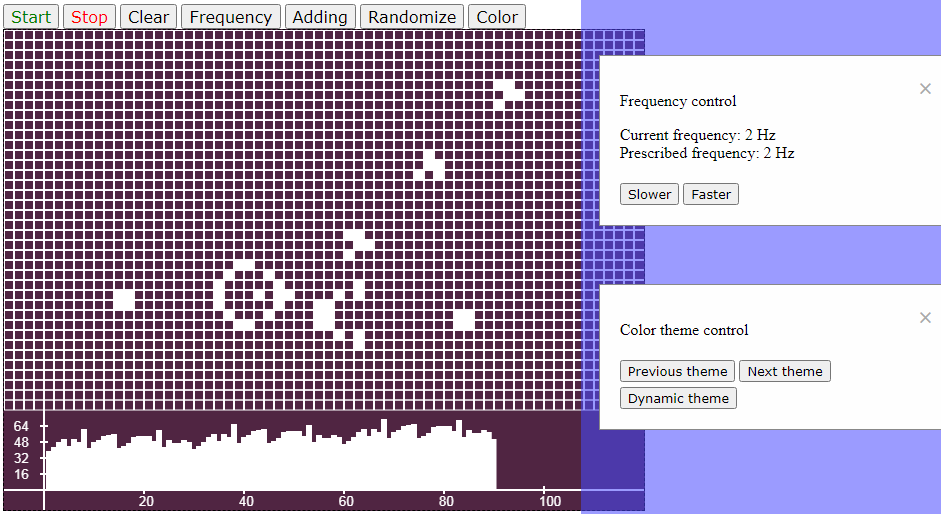 Start Stop Clear Frequency Adding Randomize Color
×
Frequency control
Current frequency: 2 Hz
Prescribed frequency: 2 Hz
Slower Faster
×
Color theme control
Previous theme Next theme
Dynamic theme
64
48
32
16
20 40 60 80 100